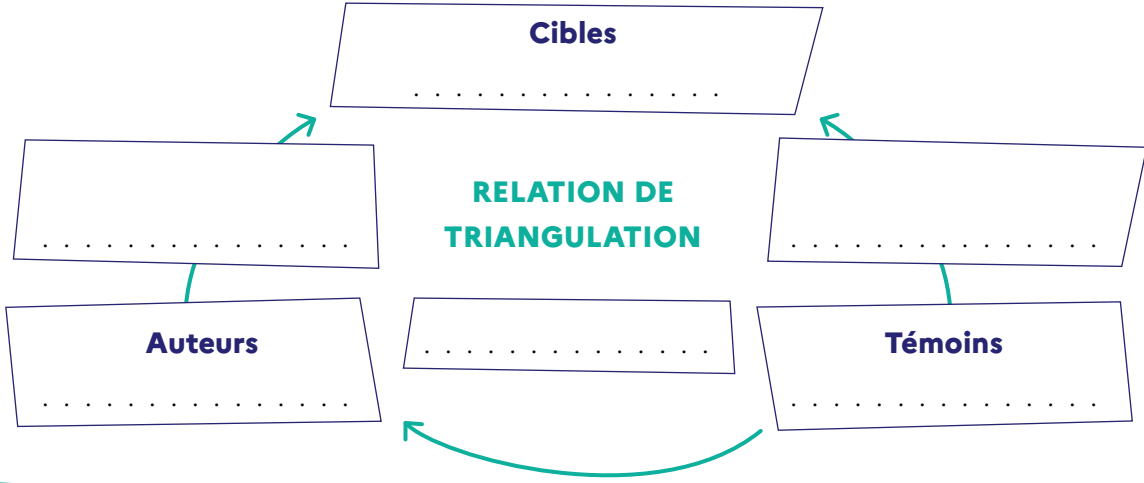 Cibles
. . . . . . . . . . . . . . .
RELATION DE
TRIANGULATION
. . . . . . . . . . . . . . .
. . . . . . . . . . . . . . .
Auteurs
. . . . . . . . . . . . . . .
. . . . . . . . . . . . . .
Témoins
. . . . . . . . . . . . . . .